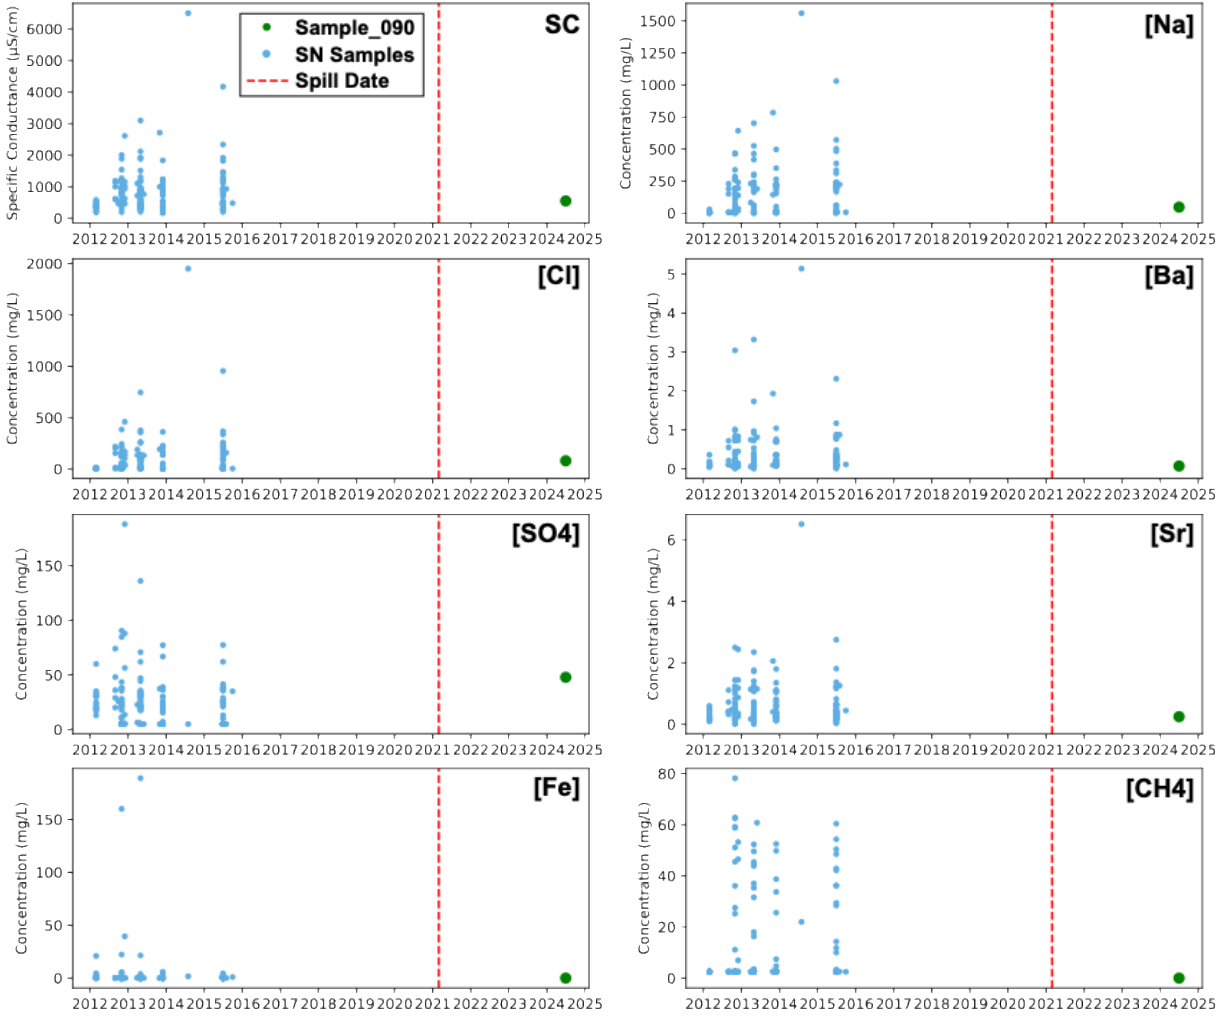 SC
Sample_090
SN Samples
Spill Date
Specific Conductance (μS/cm)
6000
5000
4000
3000
2000
1000
0
2012 2013 2014 2015 2016 2017 2018 2019 2020 2021 2022 2023 2024 2025
[Na]
Concentration (mg/L)
1500
1250
1000
750
500
250
0
2012 2013 2014 2015 2016 2017 2018 2019 2020 2021 2022 2023 2024 2025
[Cl]
Concentration (mg/L)
2000
1500
1000
500
0
2012 2013 2014 2015 2016 2017 2018 2019 2020 2021 2022 2023 2024 2025
[Ba]
Concentration (mg/L)
5
4
3
2
1
0
2012 2013 2014 2015 2016 2017 2018 2019 2020 2021 2022 2023 2024 2025
[SO4]
Concentration (mg/L)
150
100
50
0
2012 2013 2014 2015 2016 2017 2018 2019 2020 2021 2022 2023 2024 2025
[Sr]
Concentration (mg/L)
6
4
2
0
2012 2013 2014 2015 2016 2017 2018 2019 2020 2021 2022 2023 2024 2025
[Fe]
Concentration (mg/L)
150
100
50
0
2012 2013 2014 2015 2016 2017 2018 2019 2020 2021 2022 2023 2024 2025
[CH4]
Concentration (mg/L)
80
60
40
20
0
2012 2013 2014 2015 2016 2017 2018 2019 2020 2021 2022 2023 2024 2025